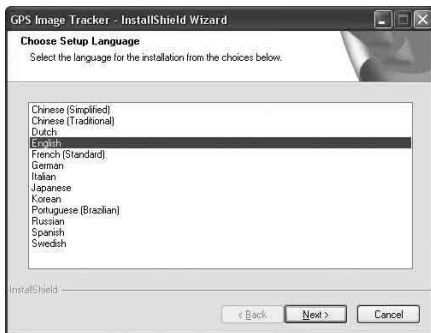 GPS Image Tracker - InstallShield Wizard
Choose Setup Language
Select the language for the installation from the choices below.
Chinese (Simplified)
Chinese (Traditional)
Dutch
English
French (Standard)
German
Italian
Japanese
Korean
Portuguese (Brazilian)
Russian
Spanish
Swedish
InstallShield
< Back
Next >
Cancel